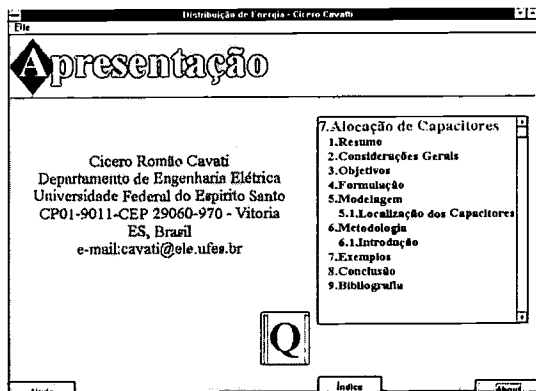 Distribuição de Energia - Cícero Cavatti
File
Apresentação
Cicero Romão Cavati
Departamento de Engenharia Elétrica
Universidade Federal do Espirito Santo
CP01-9011-CEP 29060-970 - Vitoria
ES, Brasil
e-mail:cavati@ele.ufes.br
7.Alocação de Capacitores
1.Resumo
2.Considerações Gerais
3.Objetivos
4.Formulação
5.Modelagem
5.1.Localização dos Capacitores
6.Metodologia
6.1.Introdução
7.Exemplos
8.Conclusão
9.Bibliografia
Q
Índice
About